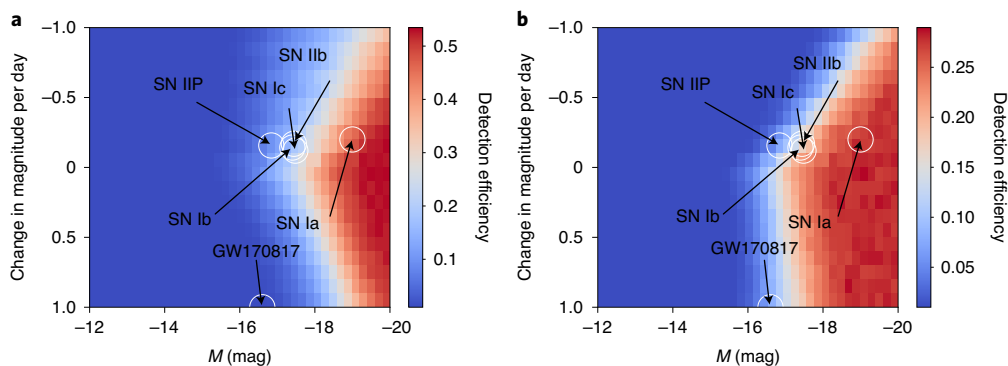 a
Change in magnitude per day
–1.0
–0.5
0
0.5
1.0
SN IIb
SN IIP
SN Ic
SN Ib
SN Ia
GW170817
–12
–14
–16
–18
–20
M (mag)
0.5
0.4
0.3
0.2
0.1
Detection efficiency
b
Change in magnitude per day
–1.0
–0.5
0
0.5
1.0
SN IIb
SN IIP
SN Ic
SN Ib
SN Ia
GW170817
–12
–14
–16
–18
–20
M (mag)
0.25
0.20
0.15
0.10
0.05
Detection efficiency